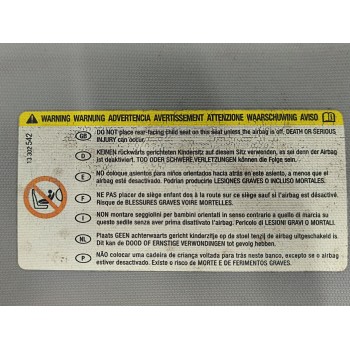 WARNING WARNUNG ADVERTENCIA AVERTISSEMENT ATTENZIONE WAARSCHUWING AVISO
13 302 542
GB DO NOT place rear-facing child seat on this seat unless the airbag is off, DEATH OR SERIOUS
INJURY can occur.
D KEINEN rückwärts gerichteten Kindersitz auf diesem Sitz verwenden, es sei denn der Airbag
ist deaktiviert. TOD ODER SCHWERE VERLETZUNGEN können die Folge sein.
E NO coloque asientos para niños orientados hacia atrás en este asiento, a menos que el
airbag esté desactivado. Podrían producirse LESIONES GRAVES O INCLUSO MORTALES.
F NE PAS placer de siège enfant dos à la route sur ce siège sauf si l'airbag est désactivé.
Risque de BLESSURES GRAVES VOIRE MORTELLES.
I NON montare seggiolini per bambini orientati in senso contrario a quello di marcia su
questo sedile senza aver prima disattivato l'airbag. Pericolo di LESIONI GRAVI O MORTALI.
NL Plaats GEEN achterwaarts gericht kinderzitje op de stoel tenzij de airbag uitgeschakeld is.
Dit kan de DOOD OF ERNSTIGE VERWONDINGEN tot gevolg hebben.
P NÃO colocar uma cadeira de criança voltada para trás neste banco, excepto se o airbag
estiver desactivado. Existe o risco de MORTE E DE FERIMENTOS GRAVES.